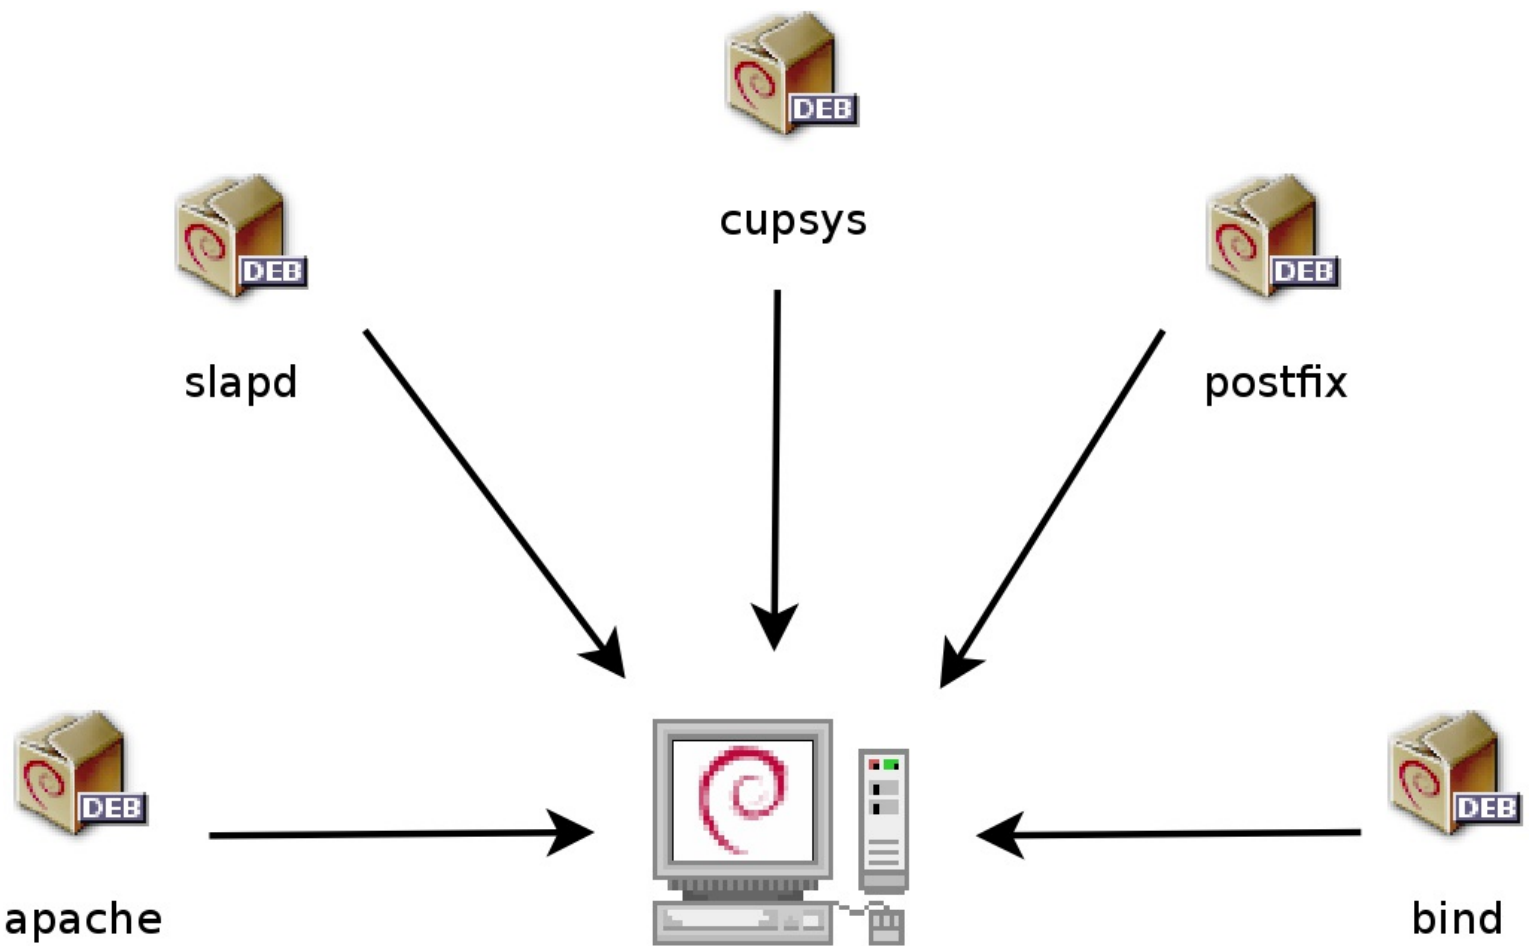 DEB
cupsys
DEB
slapd
DEB
postfix
DEB
apache
DEB
bind